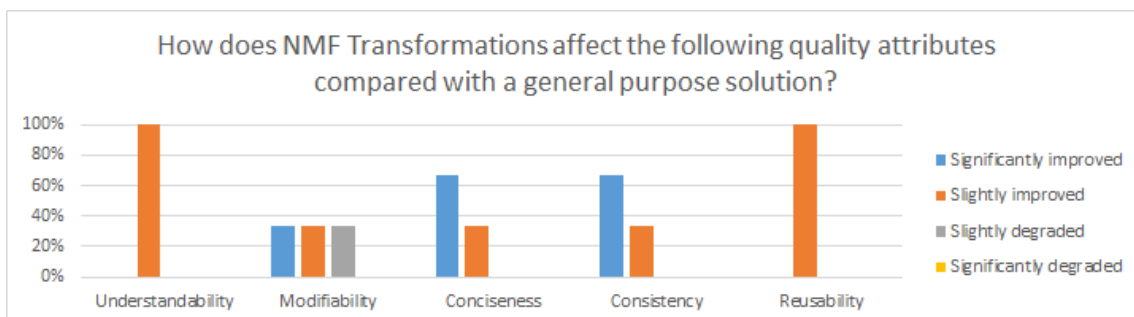 How does NMF Transformations affect the following quality attributes
compared with a general purpose solution?
100%
80%
60%
40%
20%
0%
Understandability
Modifiability
Conciseness
Consistency
Reusability
Significantly improved
Slightly improved
Slightly degraded
Significantly degraded